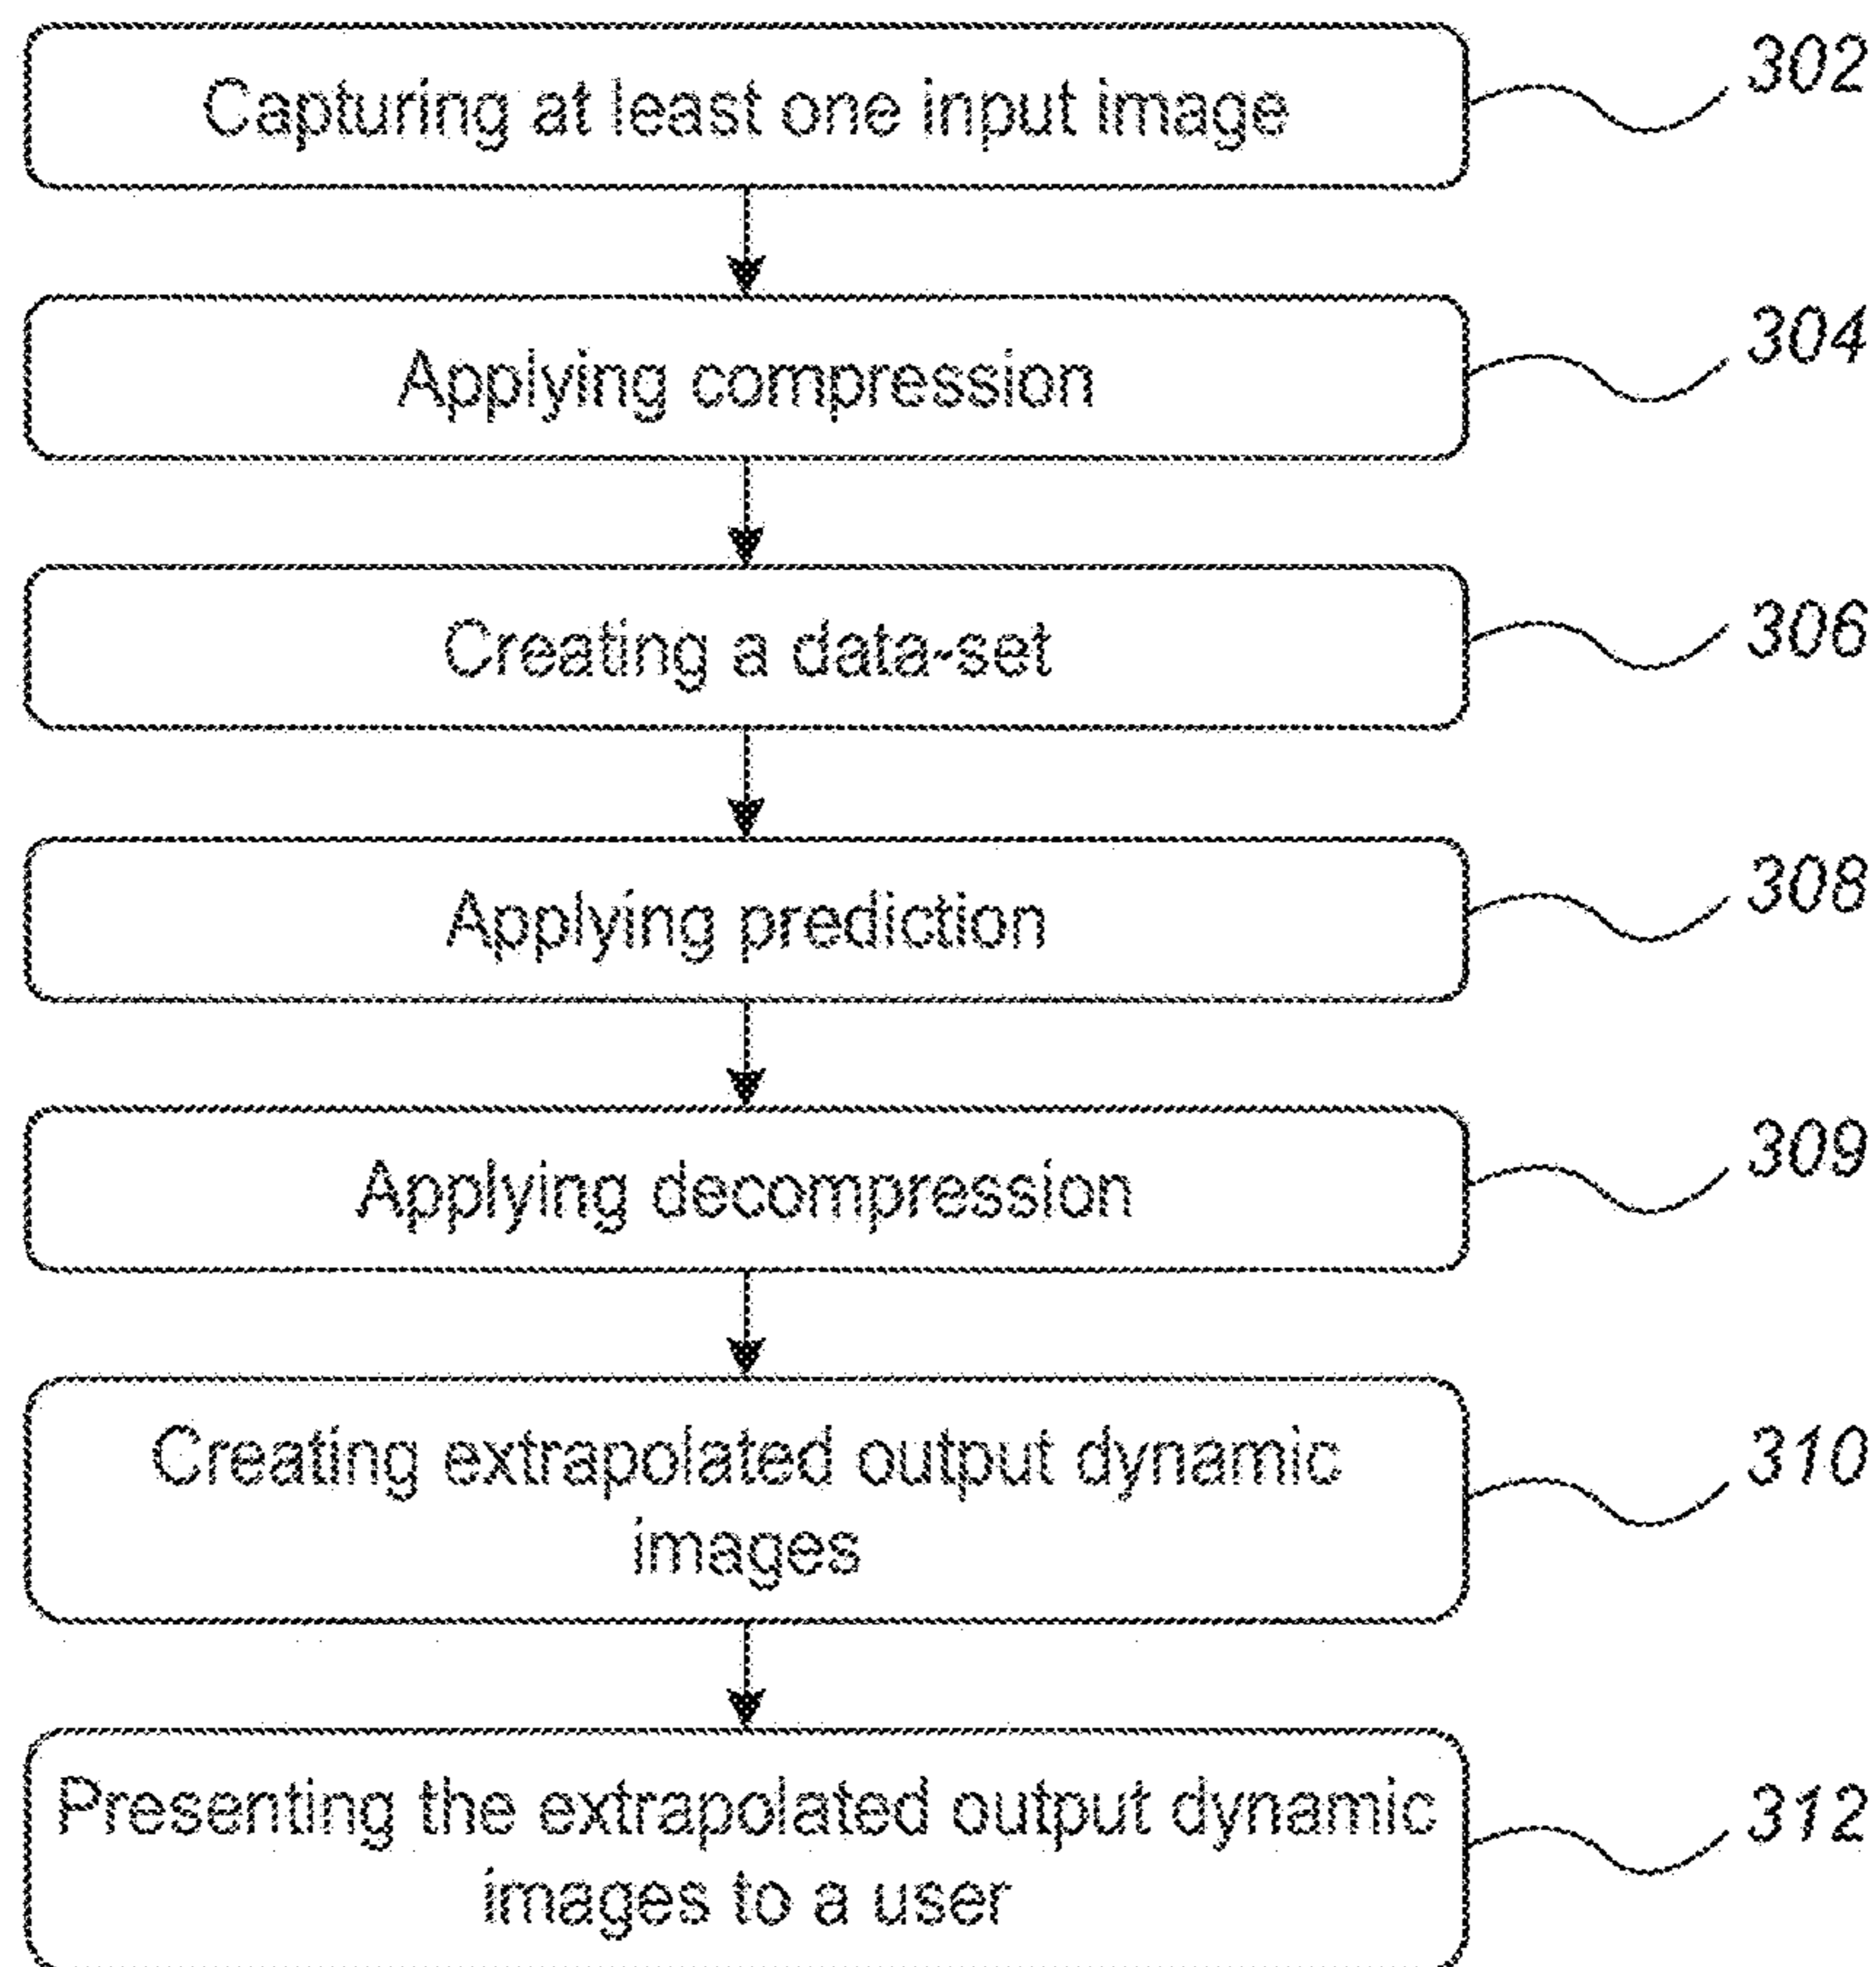 Capturing at least one input image
302
Applying compression
304
Creating a data-set
306
Applying prediction
308
Applying decompression
309
Creating extrapolated output dynamic
images
310
Presenting the extrapolated output dynamic
images to a user
312